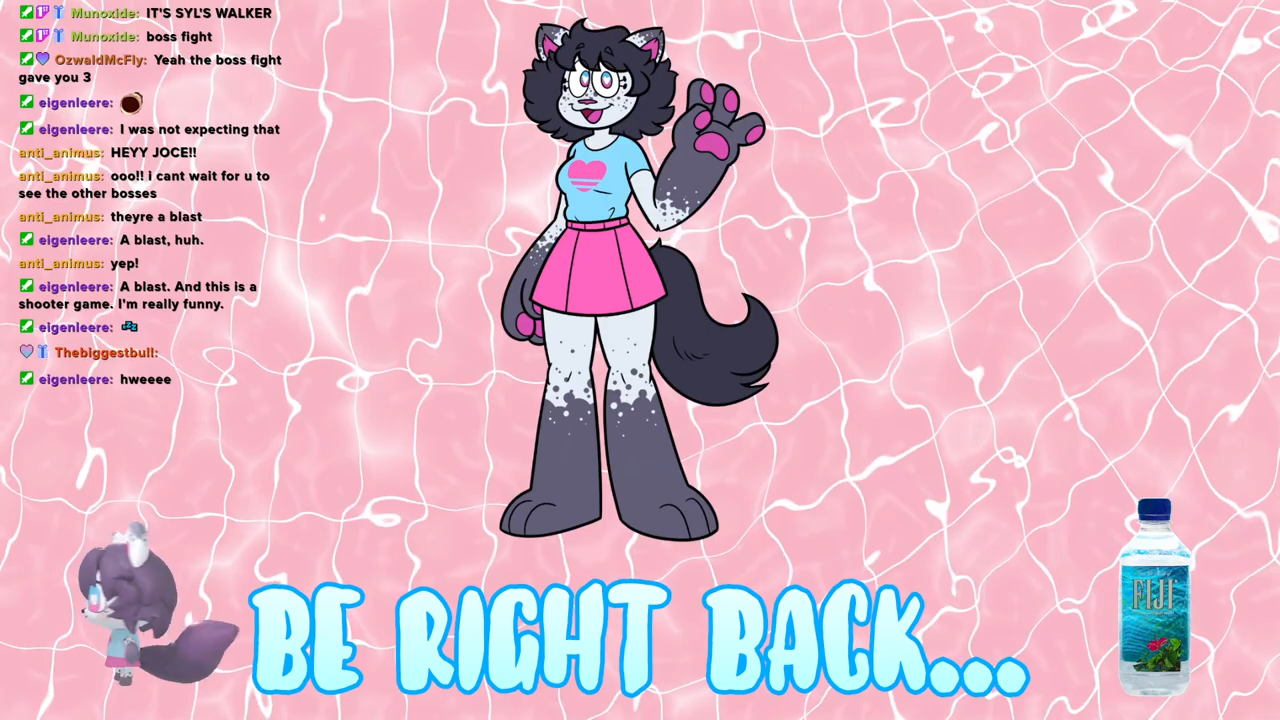 Munoxide: IT'S SYL'S WALKER
Munoxide: boss fight
OzwaldMcFly: Yeah the boss fight
gave you 3
eigenleere:
eigenleere: I was not expecting that
anti_animus: HEYY JOCE!!
anti_animus: ooo!! i cant wait for u to
see the other bosses
anti_animus: theyre a blast
eigenleere: A blast, huh.
anti_animus: yep!
eigenleere: A blast. And this is a
shooter game. I'm really funny.
eigenleere:
Thebiggestbull:
eigenleere: hweeee
FIJI
BE RIGHT BACK...